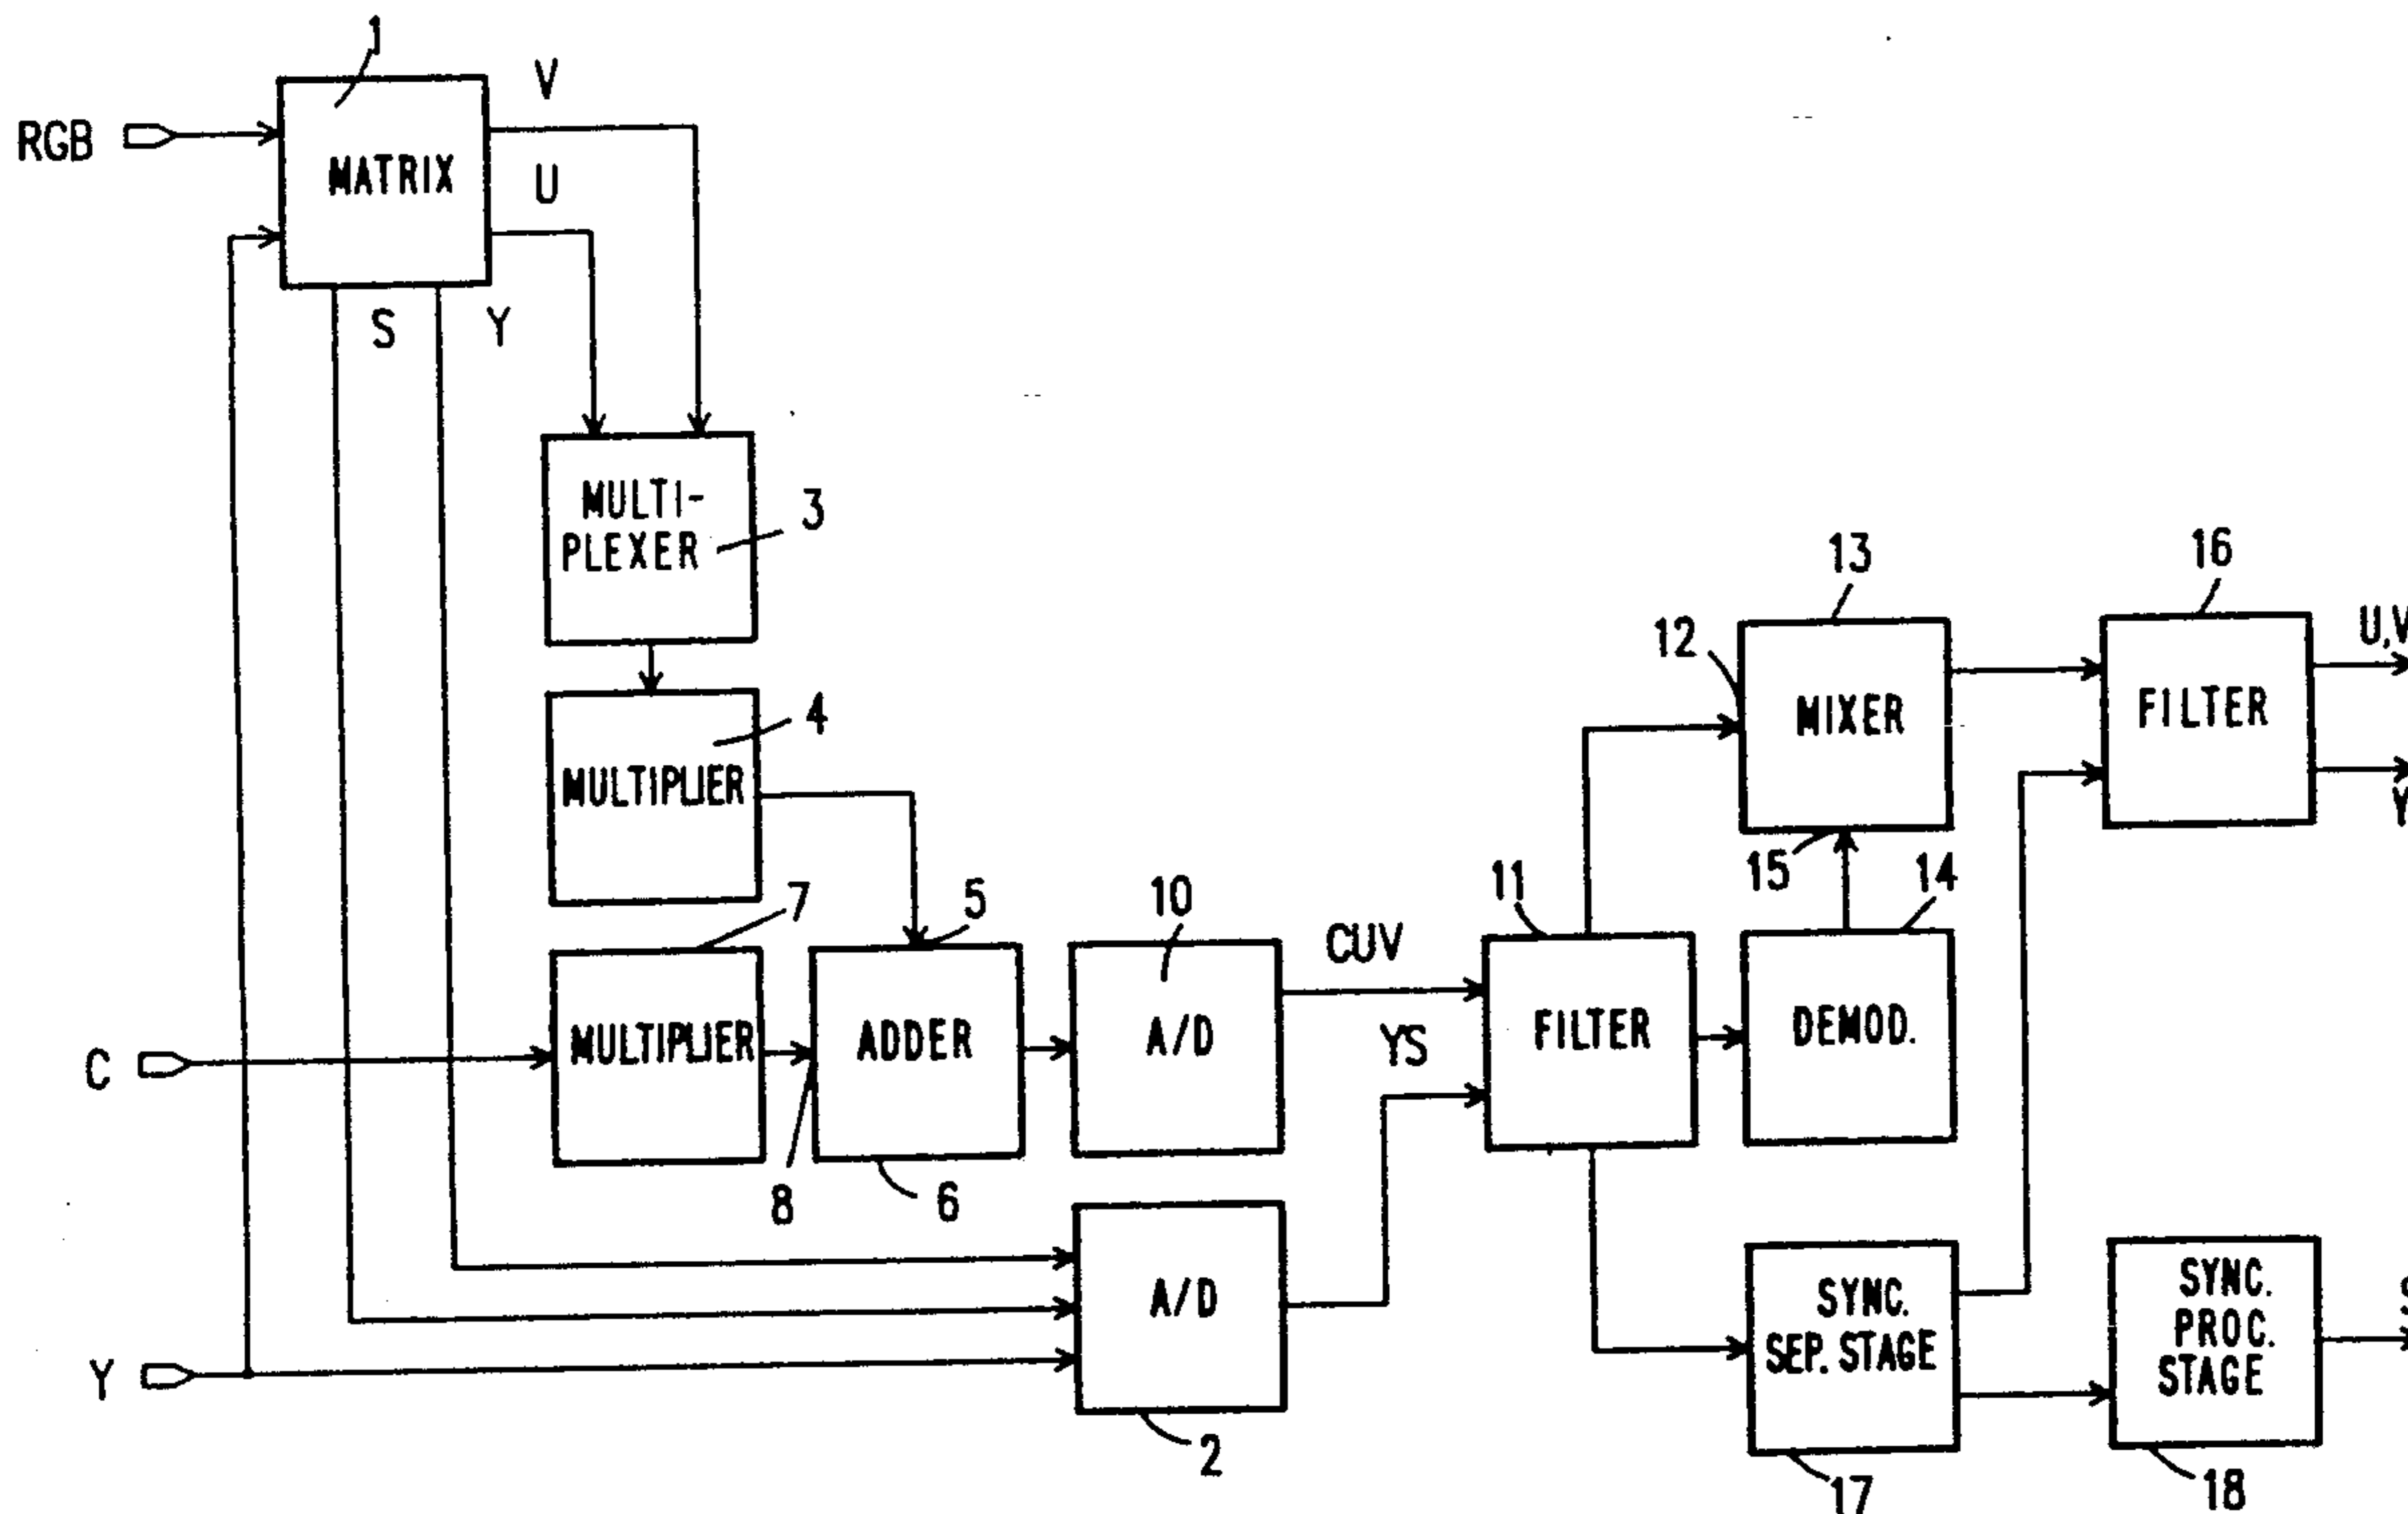 1
V
RGB
MATRIX
U
S
Y
MULTI-
PLEXER
3
13
16
12
U,V
4
MIXER
FILTER
MULTIPLIER
Y
15
14
7
5
10
11
CUV
MULTIPLIER
ADDER
A/D
FILTER
DEMOD.
YS
C
8
6
A/D
SYNC.
SEP. STAGE
SYNC.
PROC.
STAGE
S
Y
2
17
18